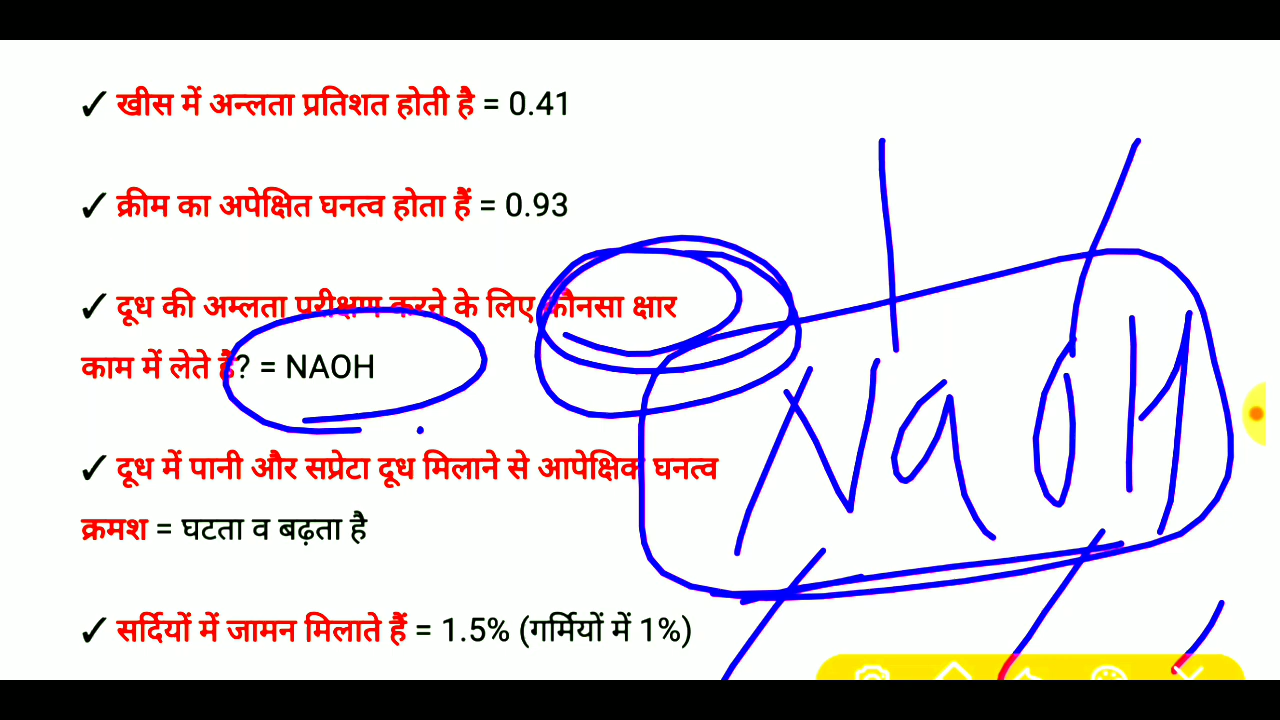 ✓ खीस में अम्लता प्रतिशत होती है = 0.41
✓ क्रीम का अपेक्षित घनत्व होता हैं = 0.93
✓ दूध की अम्लता परीक्षण करने के लिए कौनसा क्षार
काम में लेते है? = NAOH
NaOH
✓ दूध में पानी और सप्रेटा दूध मिलाने से आपेक्षिक घनत्व
क्रमश = घटता व बढ़ता है
✓ सर्दियों में जामन मिलाते हैं = 1.5% (गर्मियों में 1%)